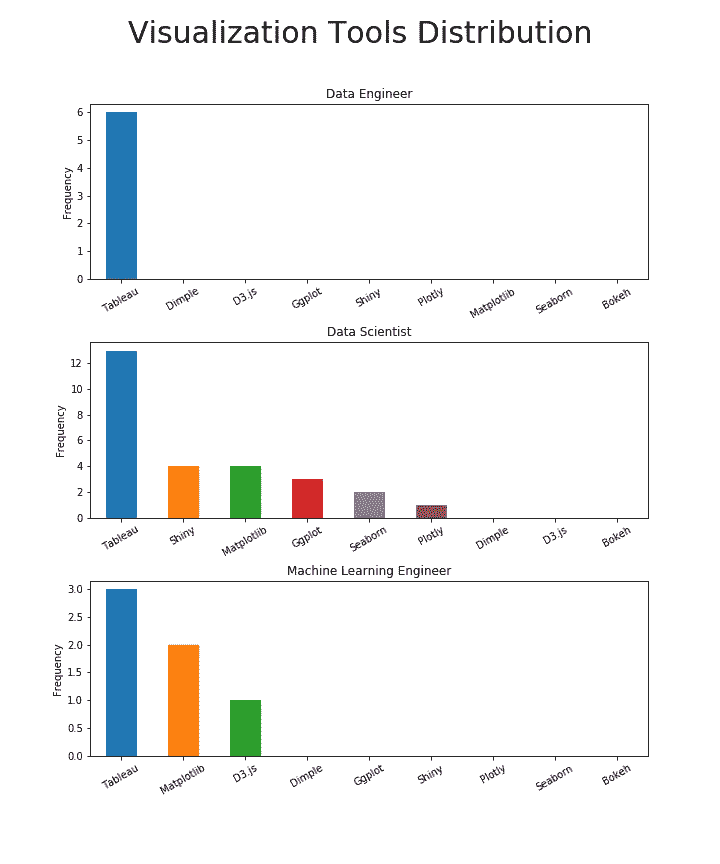 Visualization Tools Distribution
Data Engineer
6
5
4
3
2
1
0
Frequency
Tableau Dimple D3.js Ggplot Shiny Plotly Matplotlib Seaborn Bokeh
Data Scientist
12
10
8
6
4
2
0
Frequency
Tableau Shiny Matplotlib Ggplot Seaborn Plotly Dimple D3.js Bokeh
Machine Learning Engineer
3.0
2.5
2.0
1.5
1.0
0.5
0.0
Frequency
Tableau Matplotlib D3.js Dimple Ggplot Shiny Plotly Seaborn Bokeh